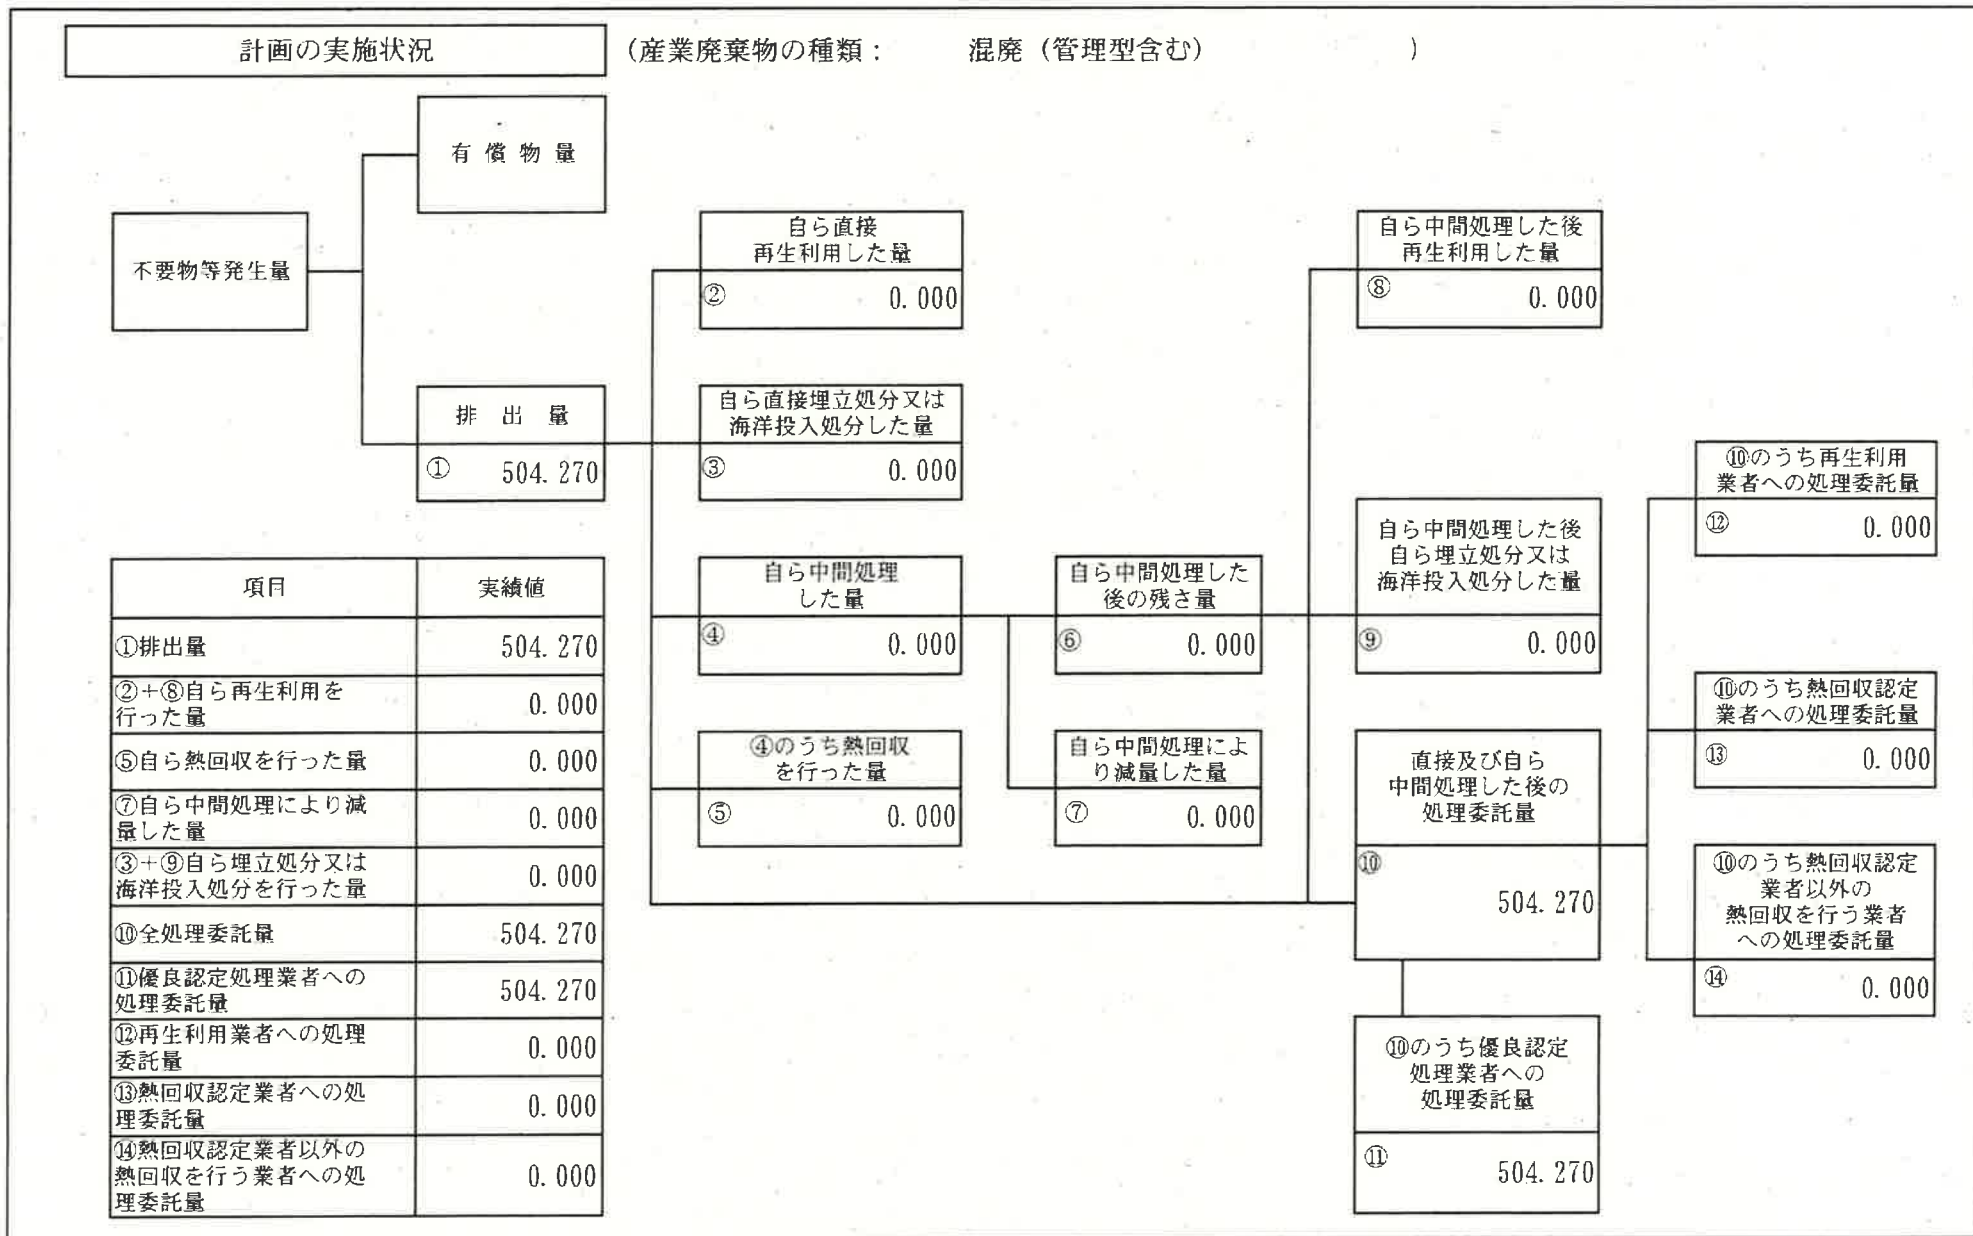 計画の実施状況 (産業廃棄物の種類: 混廃(管理型含む) )
有償物量
不要物等発生量
排出量
① 504.270
自ら直接
再生利用した量
② 0.000
自ら直接埋立処分又は
海洋投入処分した量
③ 0.000
自ら中間処理
した量
④ 0.000
④のうち熱回収
を行った量
⑤ 0.000
自ら中間処理した
後の残さ量
⑥ 0.000
自ら中間処理によ
り減量した量
⑦ 0.000
自ら中間処理した後
再生利用した量
⑧ 0.000
自ら中間処理した後
自ら埋立処分又は
海洋投入処分した量
⑨ 0.000
直接及び自ら
中間処理した後の
処理委託量
⑩
504.270
⑩のうち優良認定
処理業者への
処理委託量
⑪ 504.270
⑩のうち再生利用
業者への処理委託量
⑫ 0.000
⑩のうち熱回収認定
業者への処理委託量
⑬ 0.000
⑩のうち熱回収認定
業者以外の
熱回収を行う業者
への処理委託量
⑭ 0.000
項目 実績値
①排出量 504.270
②+⑧自ら再生利用を
行った量 0.000
⑤自ら熱回収を行った量 0.000
⑦自ら中間処理により減
量した量 0.000
③+⑨自ら埋立処分又は
海洋投入処分を行った量 0.000
⑩全処理委託量 504.270
⑪優良認定処理業者への
処理委託量 504.270
⑫再生利用業者への処理
委託量 0.000
⑬熱回収認定業者への処
理委託量 0.000
⑭熱回収認定業者以外の
熱回収を行う業者への処
理委託量 0.000